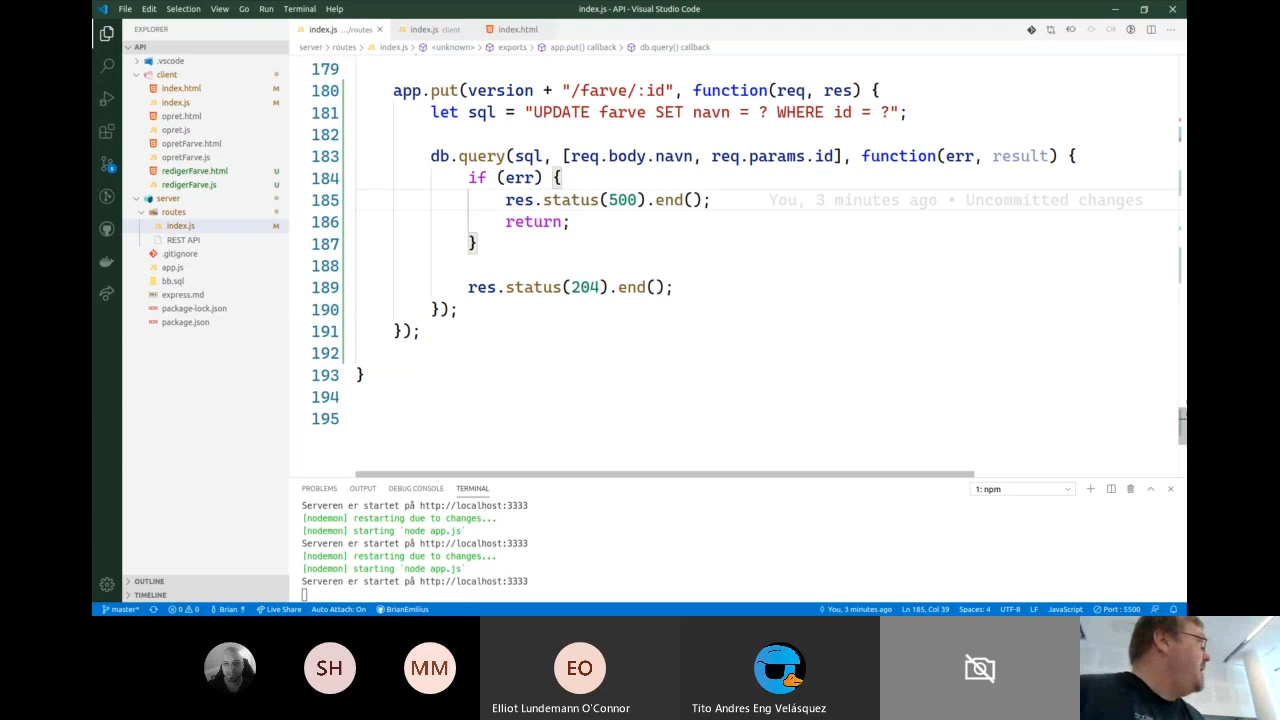 File Edit Selection View Go Run Terminal Help
index.js - API - Visual Studio Code
EXPLORER
index.js .../routes
index.js client
index.html
API
server routes index.js <unknown> exports app.put() callback db.query() callback
.vscode
client
index.html M
index.js M
opret.html
opret.js
opretFarve.html
opretFarve.js
redigerFarve.html U
redigerFarve.js U
server
routes
index.js M
REST API
.gitignore
app.js
bb.sql
express.md
package-lock.json
package.json
179
180 app.put(version + "/farve/:id", function(req, res) {
181 let sql = "UPDATE farve SET navn = ? WHERE id = ?";
182
183 db.query(sql, [req.body.navn, req.params.id], function(err, result) {
184 if (err) {
185 res.status(500).end(); You, 3 minutes ago • Uncommitted changes
186 return;
187 }
188
189 res.status(204).end();
190 });
191 });
192
193 }
194
195
PROBLEMS OUTPUT DEBUG CONSOLE TERMINAL
1: npm
Serveren er startet på http://localhost:3333
[nodemon] restarting due to changes...
[nodemon] starting `node app.js`
Serveren er startet på http://localhost:3333
[nodemon] restarting due to changes...
[nodemon] starting `node app.js`
Serveren er startet på http://localhost:3333
OUTLINE
TIMELINE
master* 0 0 Brian Live Share Auto Attach: On BrianEmilius You, 3 minutes ago Ln 185, Col 39 Spaces: 4 UTF-8 LF JavaScript Port : 5500
SH
MM
EO
Elliot Lundemann O'Connor
Tito Andres Eng Velásquez